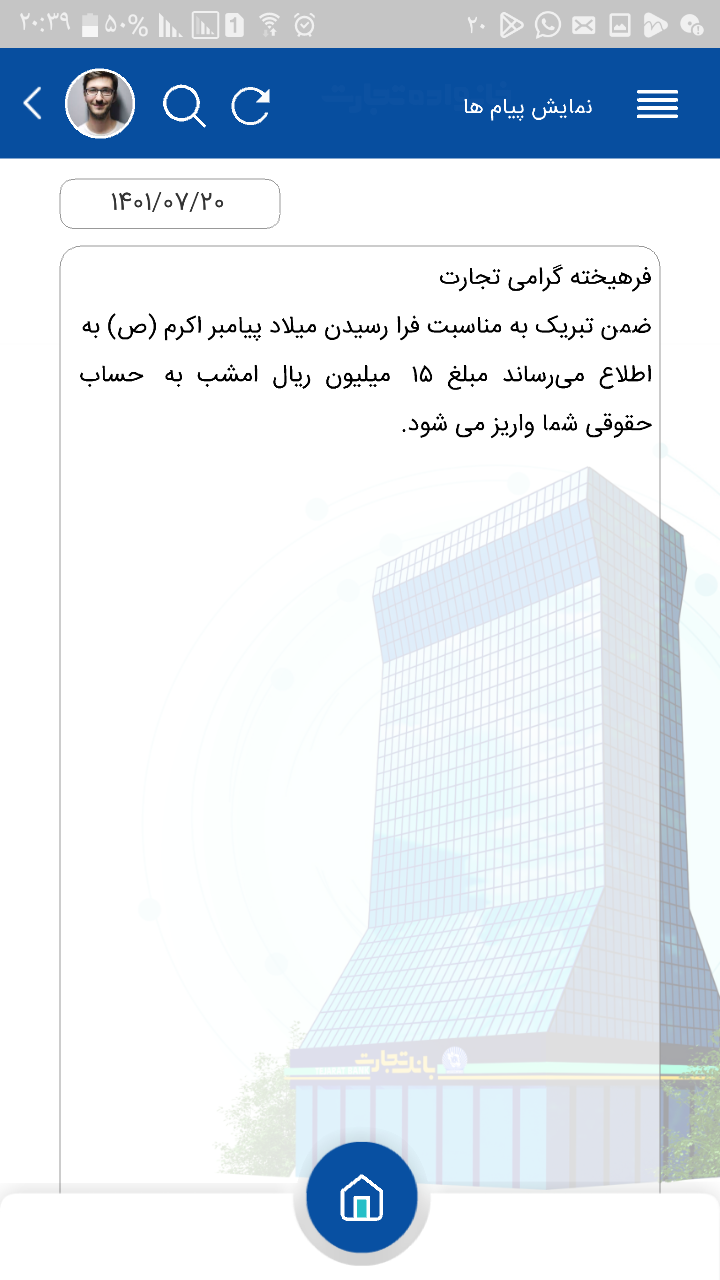 ۲۰:۳۹ ۵۰% 1 ۲۰
نمایش پیام ها
خانواده تجارت
۱۴۰۱/۰۷/۲۰
فرهیخته گرامی تجارت
ضمن تبریک به مناسبت فرا رسیدن میلاد پیامبر اکرم (ص) به
اطلاع می‌رساند مبلغ ۱۵ میلیون ریال امشب به حساب
حقوقی شما واریز می شود.
بانک تجارت